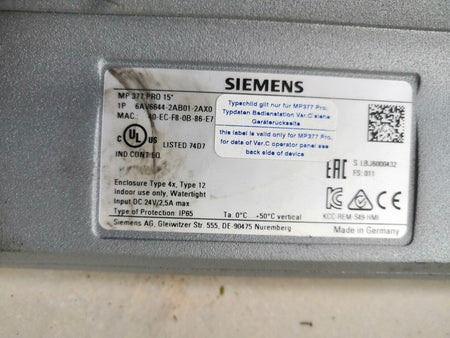 SIEMENS
MP 377 PRO 15"
1P 6AV6644-2AB01-2AX0
MAC: 40-EC-F8-0B-86-E7
Typschild gilt nur für MP377 Pro,
Typdaten Bedienstation Var.C siehe
Geräterückseite
this label is valid only for MP377 Pro,
for data of Var.C operator panel see
back side of device
C UL US LISTED 74D7
IND.CONT.EQ.
EAC
S LBJ6000432
FS: 011
Enclosure Type 4x, Type 12
Indoor use only, Watertight
Input DC 24V/2,5A max
Type of Protection: IP65 Ta: 0°C -50°C vertical
KCC-REM-S49-HMI
Siemens AG, Gleiwitzer Str. 555, DE-90475 Nuremberg
Made in Germany